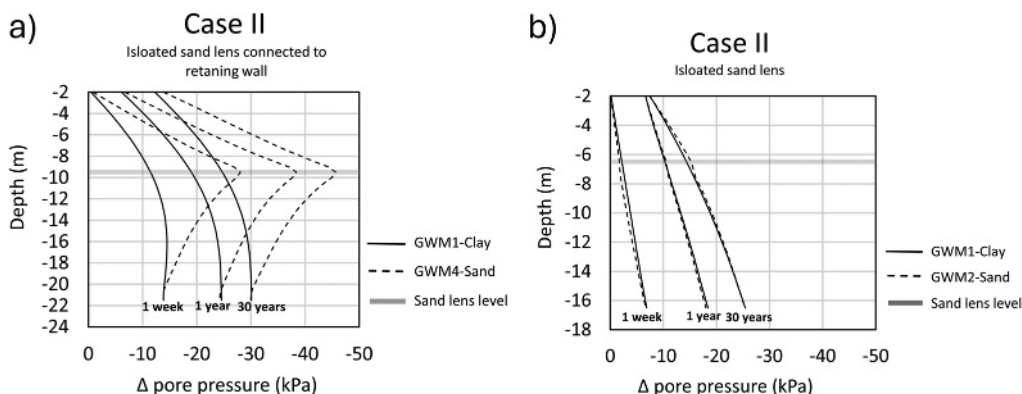 a)
Case II
Isloated sand lens connected to
retaning wall
-2
-4
-6
-8
-10
-12
-14
-16
-18
-20
-22
-24
Depth (m)
1 week
1 year
30 years
0
-10
-20
-30
-40
-50
Δ pore pressure (kPa)
GWM1-Clay
GWM4-Sand
Sand lens level
b)
Case II
Isloated sand lens
-2
-4
-6
-8
-10
-12
-14
-16
-18
Depth (m)
1 week
1 year
30 years
0
-10
-20
-30
-40
-50
Δ pore pressure (kPa)
GWM1-Clay
GWM2-Sand
Sand lens level